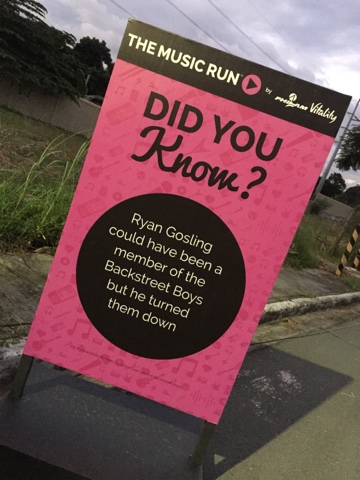 THE MUSIC RUN by Vitality
DID YOU
Know?
Ryan Gosling
could have been a
member of the
Backstreet Boys
but he turned
them down